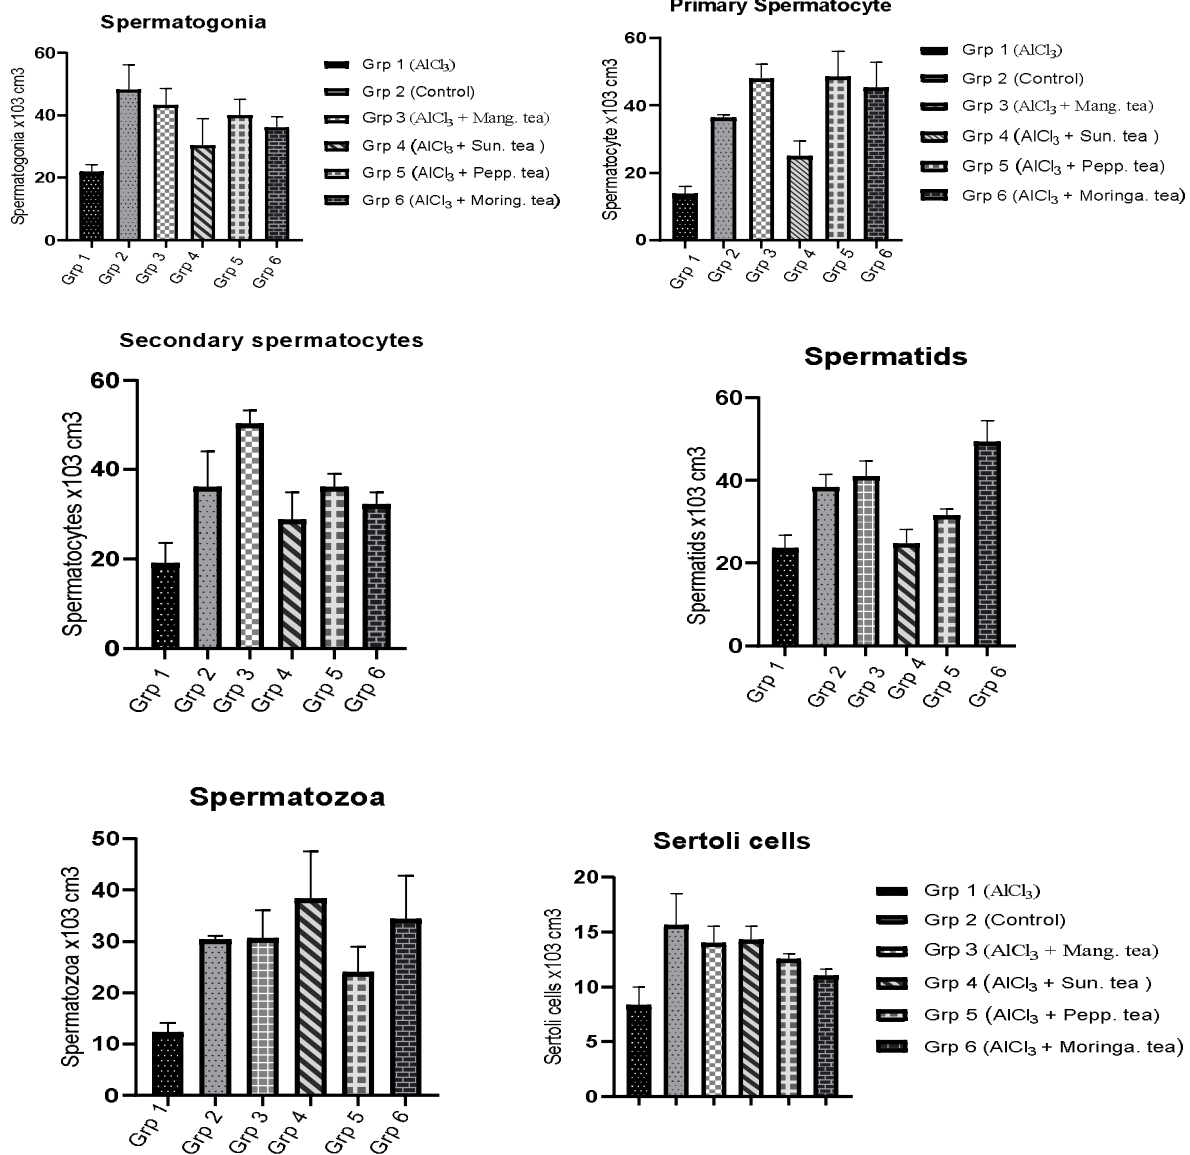 Spermatogonia
Spermatogonia x103 cm3
60
40
20
0
Grp 1
Grp 2
Grp 3
Grp 4
Grp 5
Grp 6
Grp 1 (AlCl3)
Grp 2 (Control)
Grp 3 (AlCl3 + Mang. tea)
Grp 4 (AlCl3 + Sun. tea )
Grp 5 (AlCl3 + Pepp. tea)
Grp 6 (AlCl3 + Moring. tea)
Primary Spermatocyte
Spermatocyte x103 cm3
60
40
20
0
Grp 1
Grp 2
Grp 3
Grp 4
Grp 5
Grp 6
Grp 1 (AlCl3)
Grp 2 (Control)
Grp 3 (AlCl3 + Mang. tea)
Grp 4 (AlCl3 + Sun. tea )
Grp 5 (AlCl3 + Pepp. tea)
Grp 6 (AlCl3 + Moringa. tea)
Secondary spermatocytes
Spermatocytes x103 cm3
60
40
20
0
Grp 1
Grp 2
Grp 3
Grp 4
Grp 5
Grp 6
Spermatids
Spermatids x103 cm3
60
40
20
0
Grp 1
Grp 2
Grp 3
Grp 4
Grp 5
Grp 6
Spermatozoa
Spermatozoa x103 cm3
50
40
30
20
10
0
Grp 1
Grp 2
Grp 3
Grp 4
Grp 5
Grp 6
Sertoli cells
Sertoli cells x103 cm3
20
15
10
5
0
Grp 1 (AlCl3)
Grp 2 (Control)
Grp 3 (AlCl3 + Mang. tea)
Grp 4 (AlCl3 + Sun. tea )
Grp 5 (AlCl3 + Pepp. tea)
Grp 6 (AlCl3 + Moringa. tea)